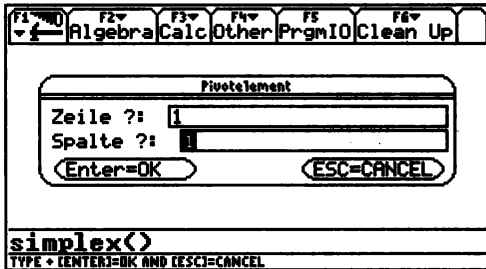 F1 F2 F3 F4 F5 F6
Algebra Calc Other PrgmIO Clean Up
Pivotelement
Zeile ?: 1
Spalte ?: 1
Enter=OK ESC=CANCEL
simplex()
TYPE + [ENTER]=OK AND [ESC]=CANCEL